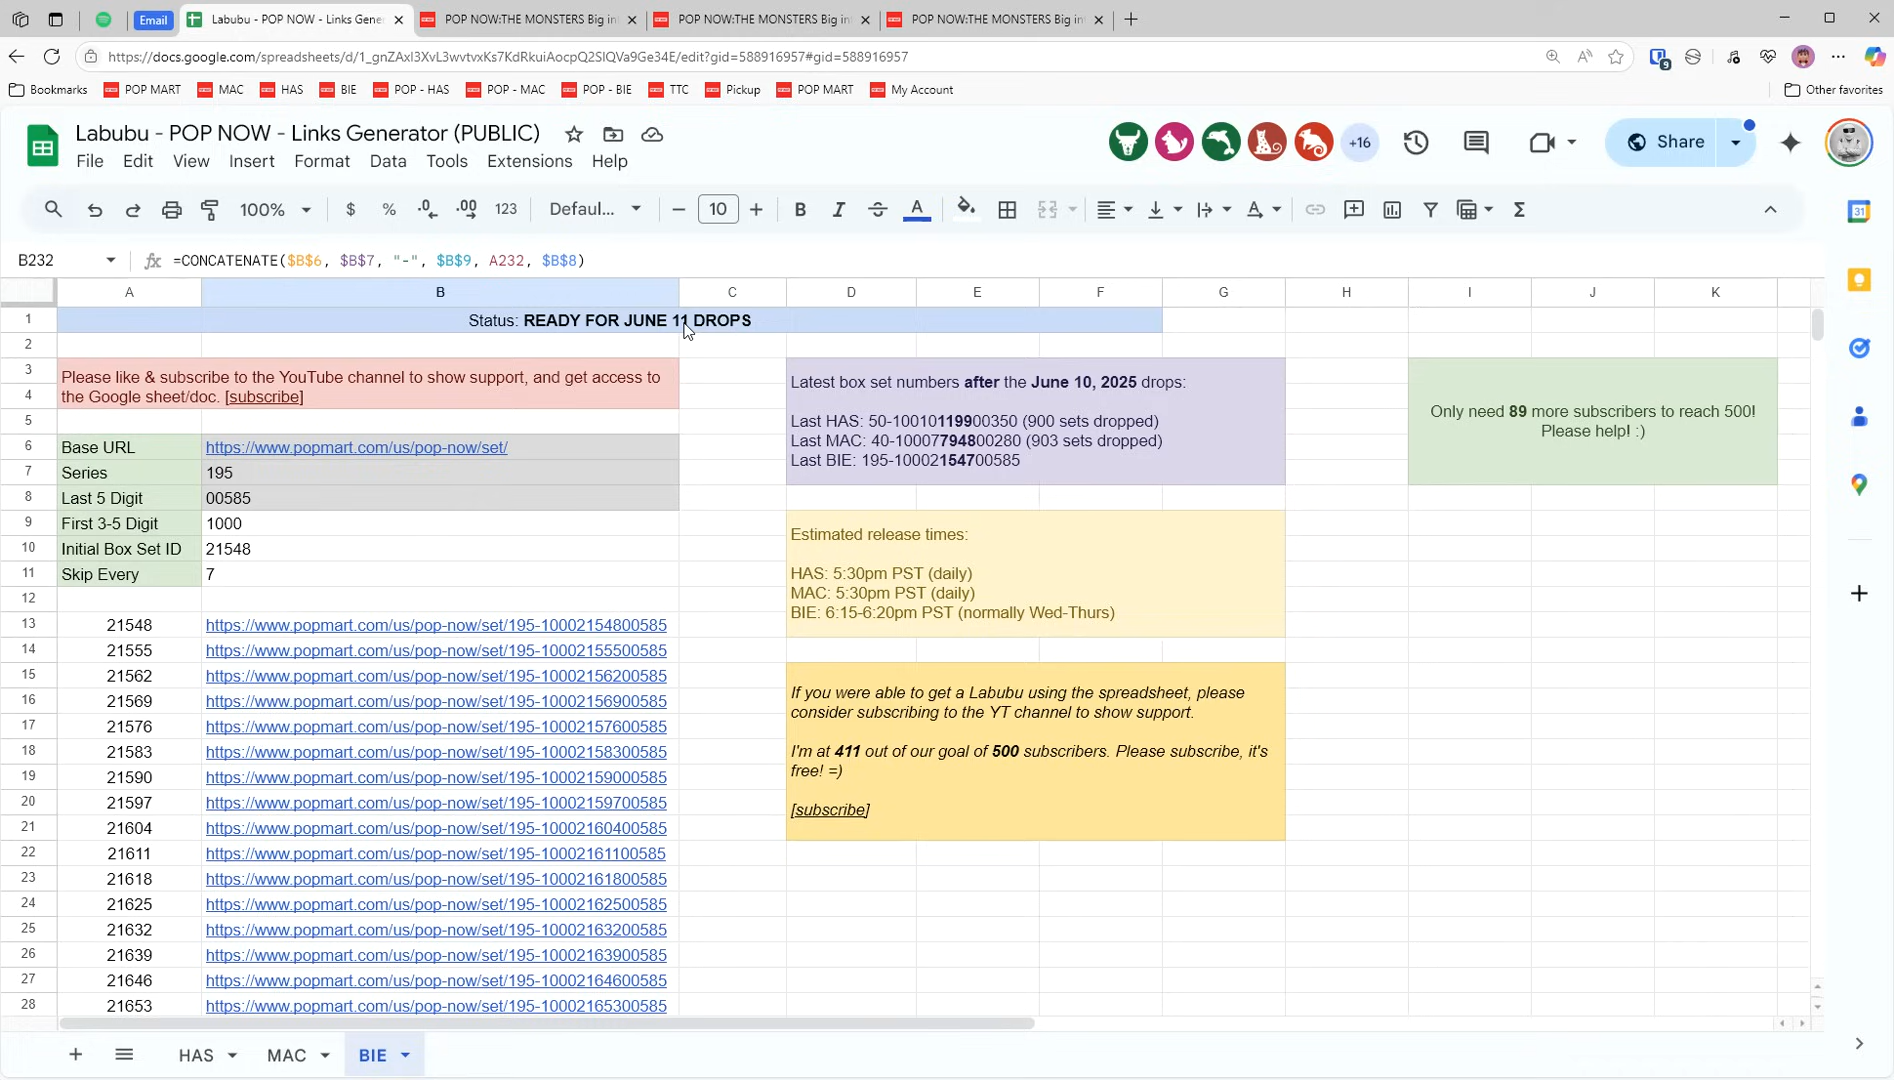 Email
Labubu - POP NOW - Links Gener
POP NOW:THE MONSTERS Big in
POP NOW:THE MONSTERS Big in
POP NOW:THE MONSTERS Big in
https://docs.google.com/spreadsheets/d/1_gnZAxl3XvL3wvtvxKs7KdRkuiAocpQ2SlQVa9Ge34E/edit?gid=588916957#gid=588916957
Bookmarks
POP MART
MAC
HAS
BIE
POP - HAS
POP - MAC
POP - BIE
TTC
Pickup
POP MART
My Account
Other favorites
Labubu - POP NOW - Links Generator (PUBLIC)
+16
Share
File Edit View Insert Format Data Tools Extensions Help
100% $ % .0 .00 123 Defaul... 10 B I
B232
=CONCATENATE($B$6, $B$7, "-", $B$9, A232, $B$8)
A B C D E F G H I J K
1 Status: READY FOR JUNE 11 DROPS
2
3 Please like & subscribe to the YouTube channel to show support, and get access to
4 the Google sheet/doc. [subscribe]
5
6 Base URL https://www.popmart.com/us/pop-now/set/
7 Series 195
8 Last 5 Digit 00585
9 First 3-5 Digit 1000
10 Initial Box Set ID 21548
11 Skip Every 7
12
13 21548 https://www.popmart.com/us/pop-now/set/195-10002154800585
14 21555 https://www.popmart.com/us/pop-now/set/195-10002155500585
15 21562 https://www.popmart.com/us/pop-now/set/195-10002156200585
16 21569 https://www.popmart.com/us/pop-now/set/195-10002156900585
17 21576 https://www.popmart.com/us/pop-now/set/195-10002157600585
18 21583 https://www.popmart.com/us/pop-now/set/195-10002158300585
19 21590 https://www.popmart.com/us/pop-now/set/195-10002159000585
20 21597 https://www.popmart.com/us/pop-now/set/195-10002159700585
21 21604 https://www.popmart.com/us/pop-now/set/195-10002160400585
22 21611 https://www.popmart.com/us/pop-now/set/195-10002161100585
23 21618 https://www.popmart.com/us/pop-now/set/195-10002161800585
24 21625 https://www.popmart.com/us/pop-now/set/195-10002162500585
25 21632 https://www.popmart.com/us/pop-now/set/195-10002163200585
26 21639 https://www.popmart.com/us/pop-now/set/195-10002163900585
27 21646 https://www.popmart.com/us/pop-now/set/195-10002164600585
28 21653 https://www.popmart.com/us/pop-now/set/195-10002165300585
Latest box set numbers after the June 10, 2025 drops:
Last HAS: 50-10010119900350 (900 sets dropped)
Last MAC: 40-10007794800280 (903 sets dropped)
Last BIE: 195-10002154700585
Estimated release times:
HAS: 5:30pm PST (daily)
MAC: 5:30pm PST (daily)
BIE: 6:15-6:20pm PST (normally Wed-Thurs)
If you were able to get a Labubu using the spreadsheet, please
consider subscribing to the YT channel to show support.
I'm at 411 out of our goal of 500 subscribers. Please subscribe, it's
free! =)
[subscribe]
Only need 89 more subscribers to reach 500!
Please help! :)
HAS
MAC
BIE